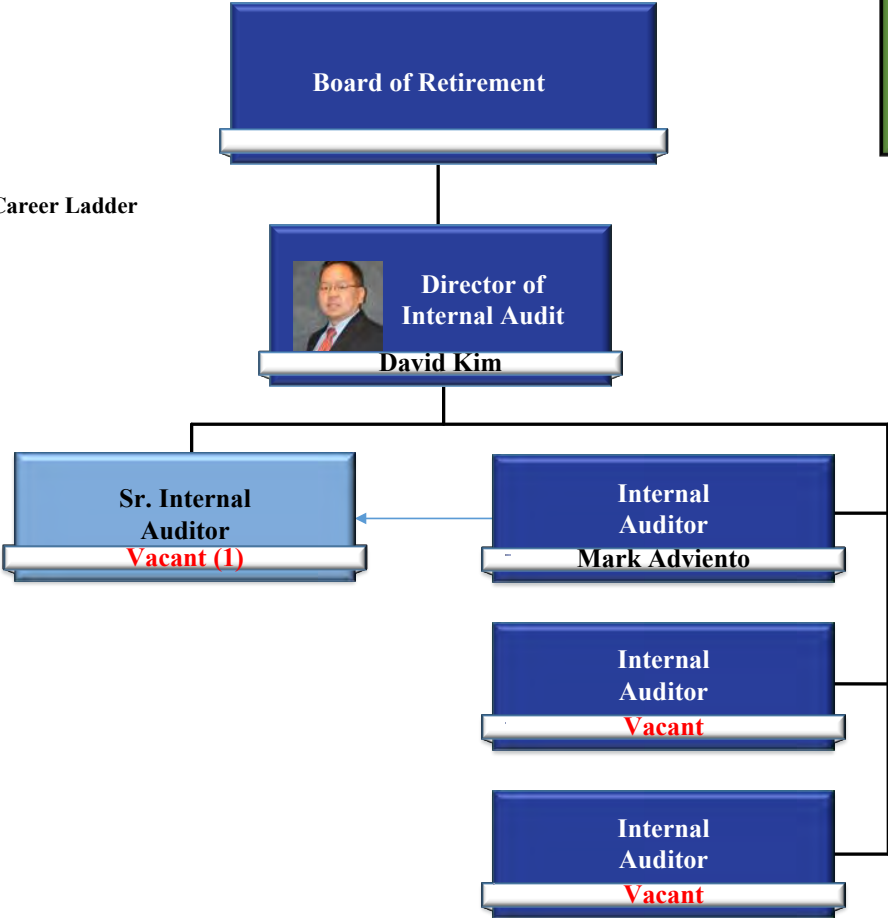 Board of Retirement
Career Ladder
Director of
Internal Audit
David Kim
Sr. Internal
Auditor
Vacant (1)
Internal
Auditor
Mark Adviento
Internal
Auditor
Vacant
Internal
Auditor
Vacant